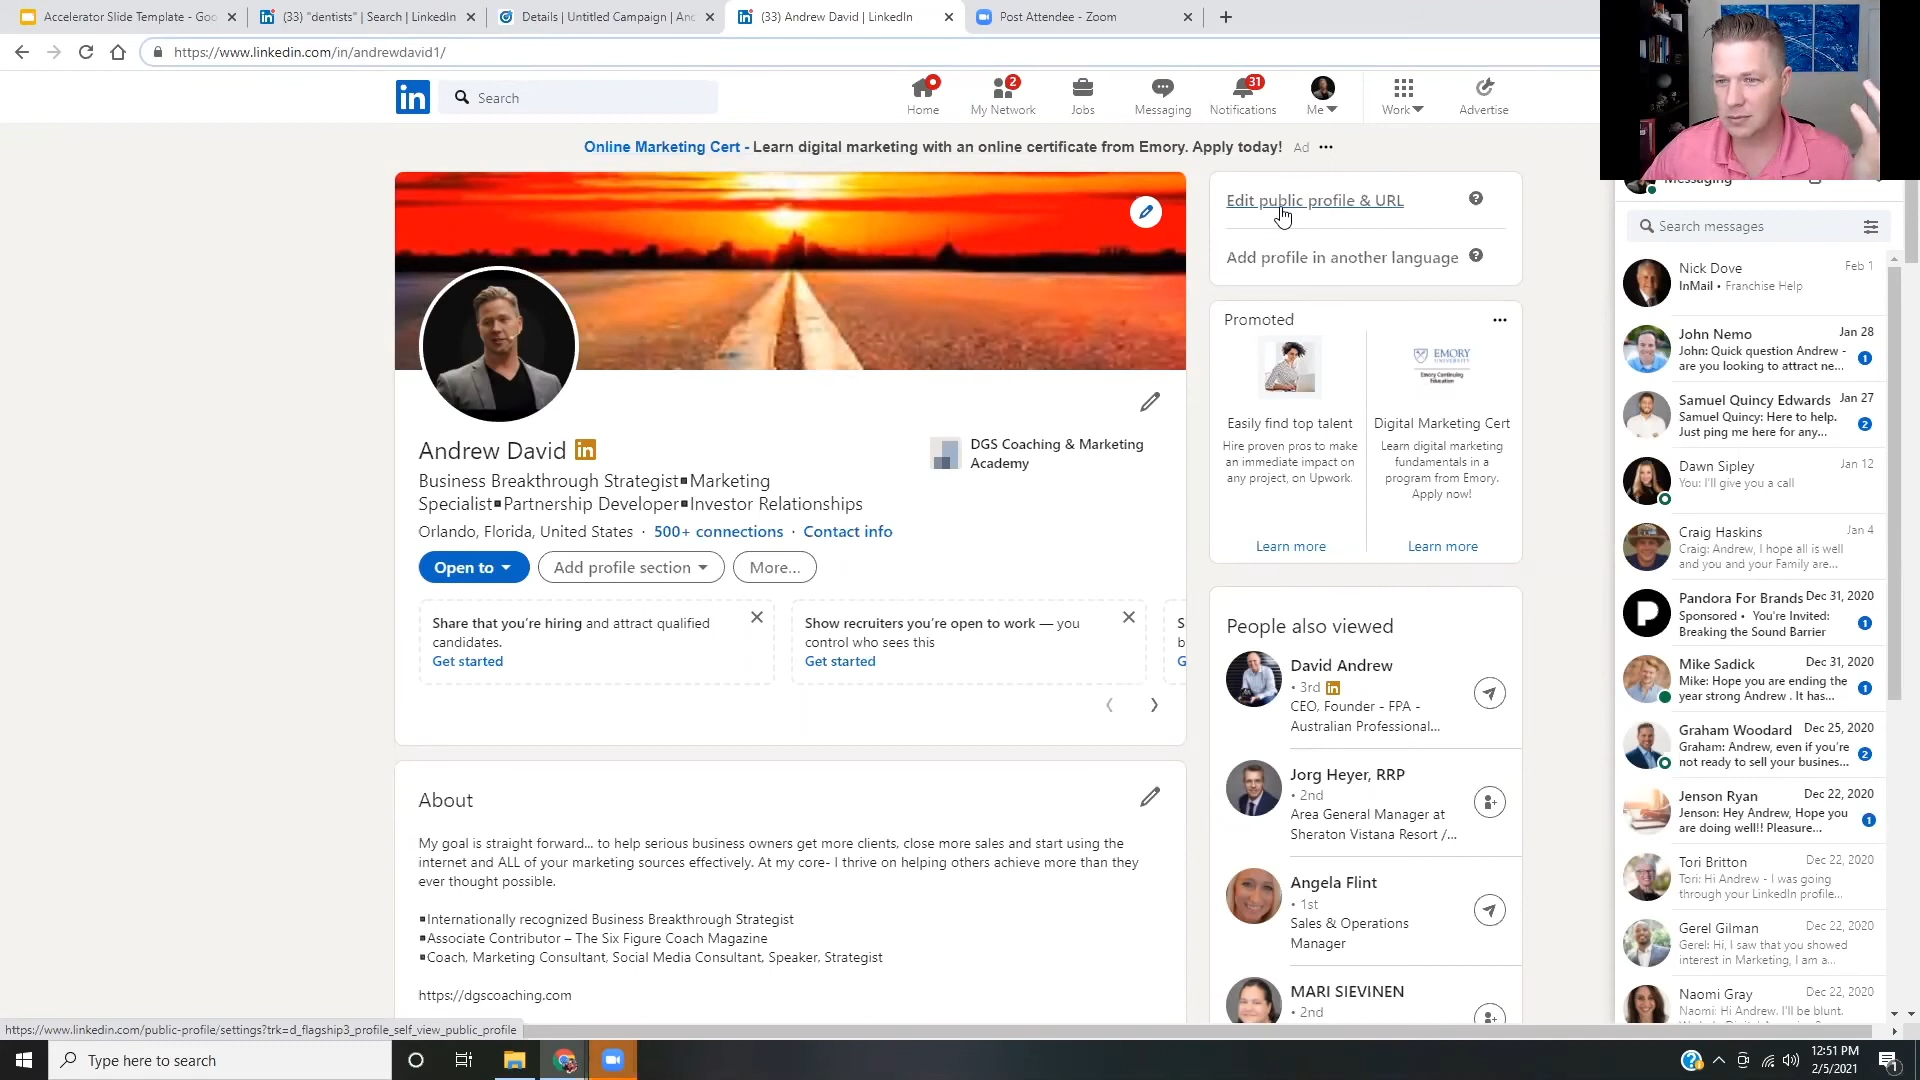 Accelerator Slide Template - Goo
(33) "dentists" | Search | LinkedIn
Details | Untitled Campaign | Anc
(33) Andrew David | LinkedIn
Post Attendee - Zoom
https://www.linkedin.com/in/andrewdavid1/
in
Search
Home
2
My Network
Jobs
Messaging
31
Notifications
Me
Work
Advertise
Online Marketing Cert - Learn digital marketing with an online certificate from Emory. Apply today! Ad
Andrew David
Business Breakthrough Strategist▪Marketing
Specialist▪Partnership Developer▪Investor Relationships
Orlando, Florida, United States · 500+ connections · Contact info
DGS Coaching & Marketing
Academy
Open to
Add profile section
More...
Share that you're hiring and attract qualified
candidates.
Get started
Show recruiters you're open to work — you
control who sees this
Get started
S
b
G
About
My goal is straight forward... to help serious business owners get more clients, close more sales and start using the
internet and ALL of your marketing sources effectively. At my core- I thrive on helping others achieve more than they
ever thought possible.
▪Internationally recognized Business Breakthrough Strategist
▪Associate Contributor – The Six Figure Coach Magazine
▪Coach, Marketing Consultant, Social Media Consultant, Speaker, Strategist
https://dgscoaching.com
Edit public profile & URL
Add profile in another language
Promoted
Easily find top talent
Hire proven pros to make
an immediate impact on
any project, on Upwork.
Learn more
EMORY
UNIVERSITY
Emory Continuing
Education
Digital Marketing Cert
Learn digital marketing
fundamentals in a
program from Emory.
Apply now!
Learn more
People also viewed
David Andrew
• 3rd in
CEO, Founder - FPA -
Australian Professional...
Jorg Heyer, RRP
• 2nd
Area General Manager at
Sheraton Vistana Resort /...
Angela Flint
• 1st
Sales & Operations
Manager
MARI SIEVINEN
• 2nd
Messaging
Search messages
Nick Dove Feb 1
InMail • Franchise Help
John Nemo Jan 28
John: Quick question Andrew -
are you looking to attract ne... 1
Samuel Quincy Edwards Jan 27
Samuel Quincy: Here to help.
Just ping me here for any... 2
Dawn Sipley Jan 12
You: I'll give you a call
Craig Haskins Jan 4
Craig: Andrew, I hope all is well
and you and your Family are...
Pandora For Brands Dec 31, 2020
Sponsored • You're Invited:
Breaking the Sound Barrier 1
Mike Sadick Dec 31, 2020
Mike: Hope you are ending the
year strong Andrew . It has... 1
Graham Woodard Dec 25, 2020
Graham: Andrew, even if you're
not ready to sell your busines... 2
Jenson Ryan Dec 22, 2020
Jenson: Hey Andrew, Hope you
are doing well!! Pleasure... 1
Tori Britton Dec 22, 2020
Tori: Hi Andrew - I was going
through your LinkedIn profile...
Gerel Gilman Dec 22, 2020
Gerel: Hi, I saw that you showed
interest in Marketing, I am a...
Naomi Gray Dec 22, 2020
Naomi: Hi Andrew. I'll be blunt.
https://www.linkedin.com/public-profile/settings?trk=d_flagship3_profile_self_view_public_profile
Type here to search
12:51 PM
2/5/2021
1